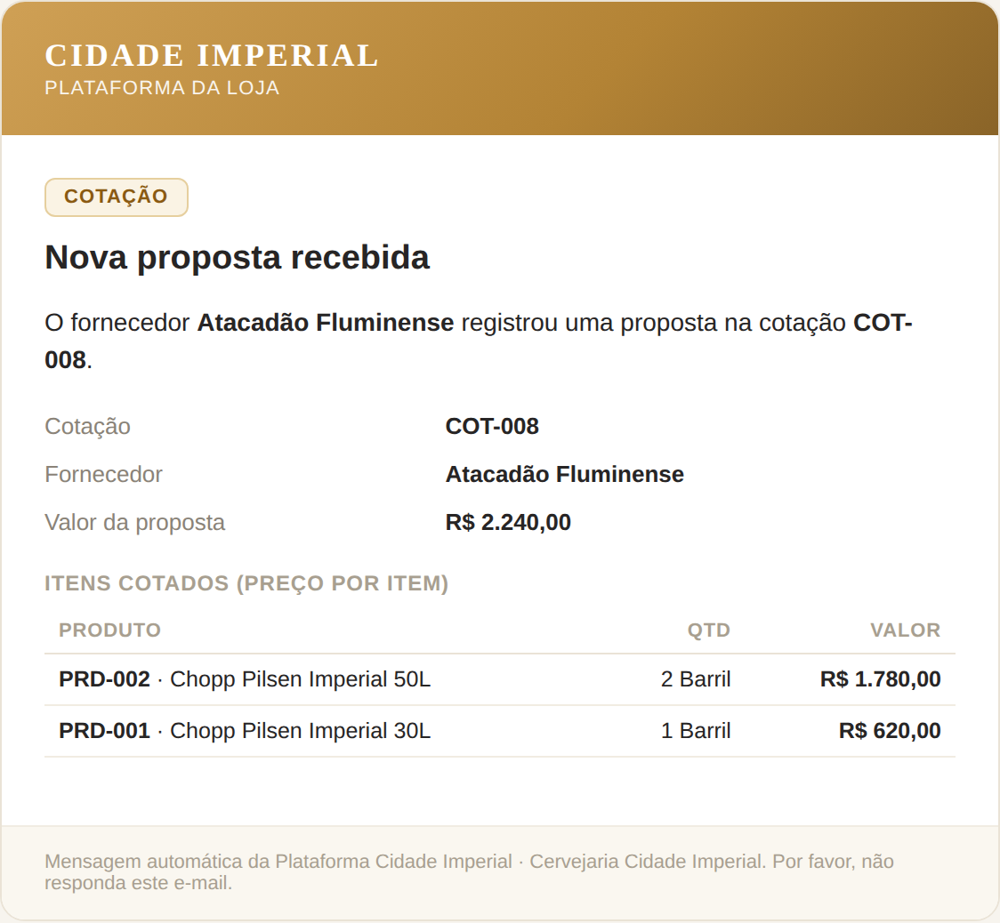 CIDADE IMPERIAL
PLATAFORMA DA LOJA
COTAÇÃO
Nova proposta recebida
O fornecedor Atacadão Fluminense registrou uma proposta na cotação COT-
008.
Cotação COT-008
Fornecedor Atacadão Fluminense
Valor da proposta R$ 2.240,00
ITENS COTADOS (PREÇO POR ITEM)
PRODUTO QTD VALOR
PRD-002 · Chopp Pilsen Imperial 50L 2 Barril R$ 1.780,00
PRD-001 · Chopp Pilsen Imperial 30L 1 Barril R$ 620,00
Mensagem automática da Plataforma Cidade Imperial · Cervejaria Cidade Imperial. Por favor, não
responda este e-mail.